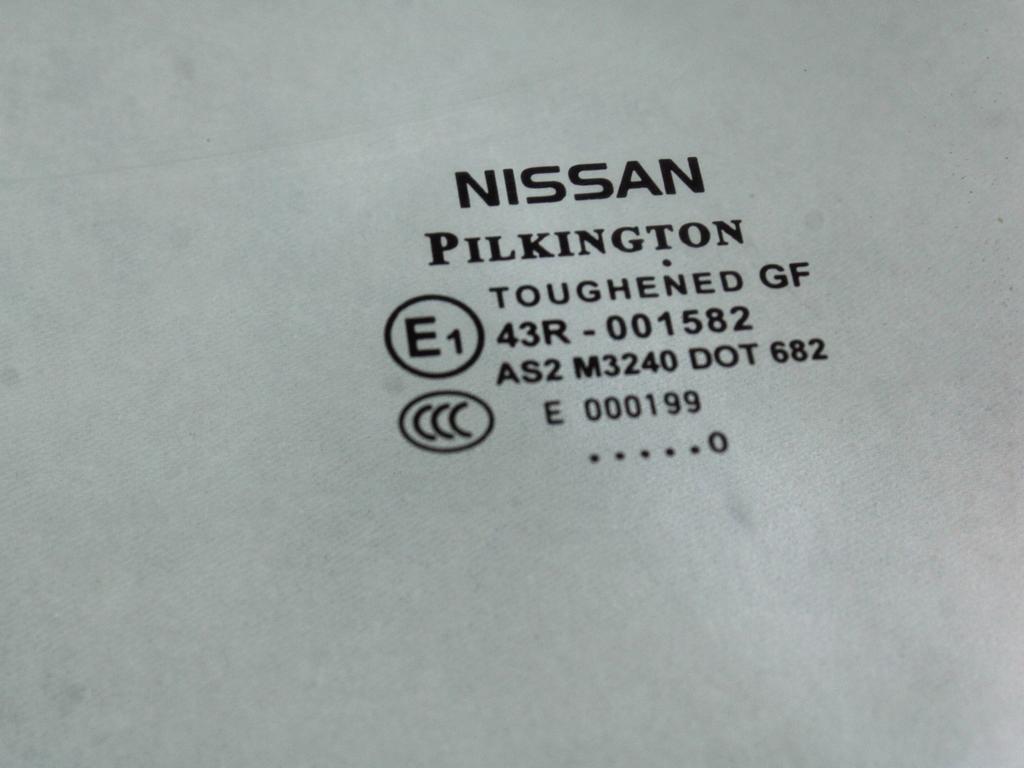 NISSAN
PILKINGTON
TOUGHENED GF
E1 43R - 001582
AS2 M3240 DOT 682
CCC E 000199
.....0